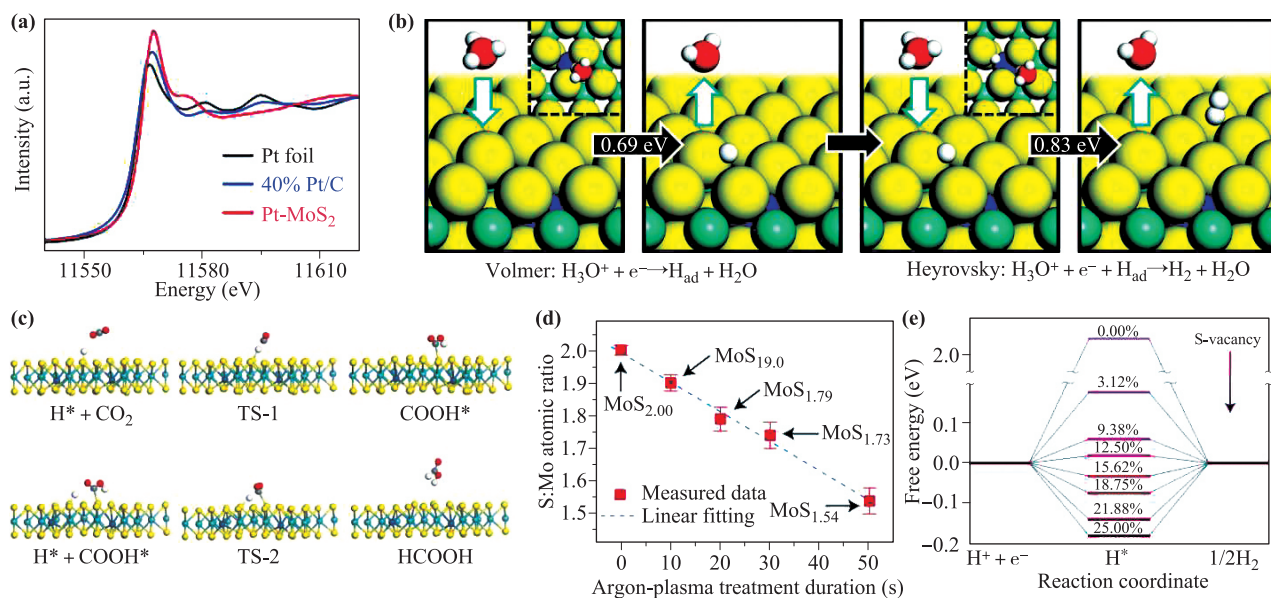 (a)
Intensity (a.u.)
Pt foil
40% Pt/C
Pt-MoS₂
11550 11580 11610
Energy (eV)
(b)
0.69 eV
0.83 eV
Volmer: H₃O⁺ + e⁻→H_ad + H₂O
Heyrovsky: H₃O⁺ + e⁻ + H_ad→H₂ + H₂O
(c)
H* + CO₂ TS-1 COOH*
H* + COOH* TS-2 HCOOH
(d)
S:Mo atomic ratio
2.0
1.9
1.8
1.7
1.6
1.5
MoS₂.₀₀
MoS₁₉.₀
MoS₁.₇₉
MoS₁.₇₃
MoS₁.₅₄
Measured data
Linear fitting
0 10 20 30 40 50
Argon-plasma treatment duration (s)
(e)
Free energy (eV)
2.0
0.1
0.0
−0.1
−0.2
0.00%
3.12%
9.38%
12.50%
15.62%
18.75%
21.88%
25.00%
S-vacancy
H⁺ + e⁻ H* 1/2H₂
Reaction coordinate